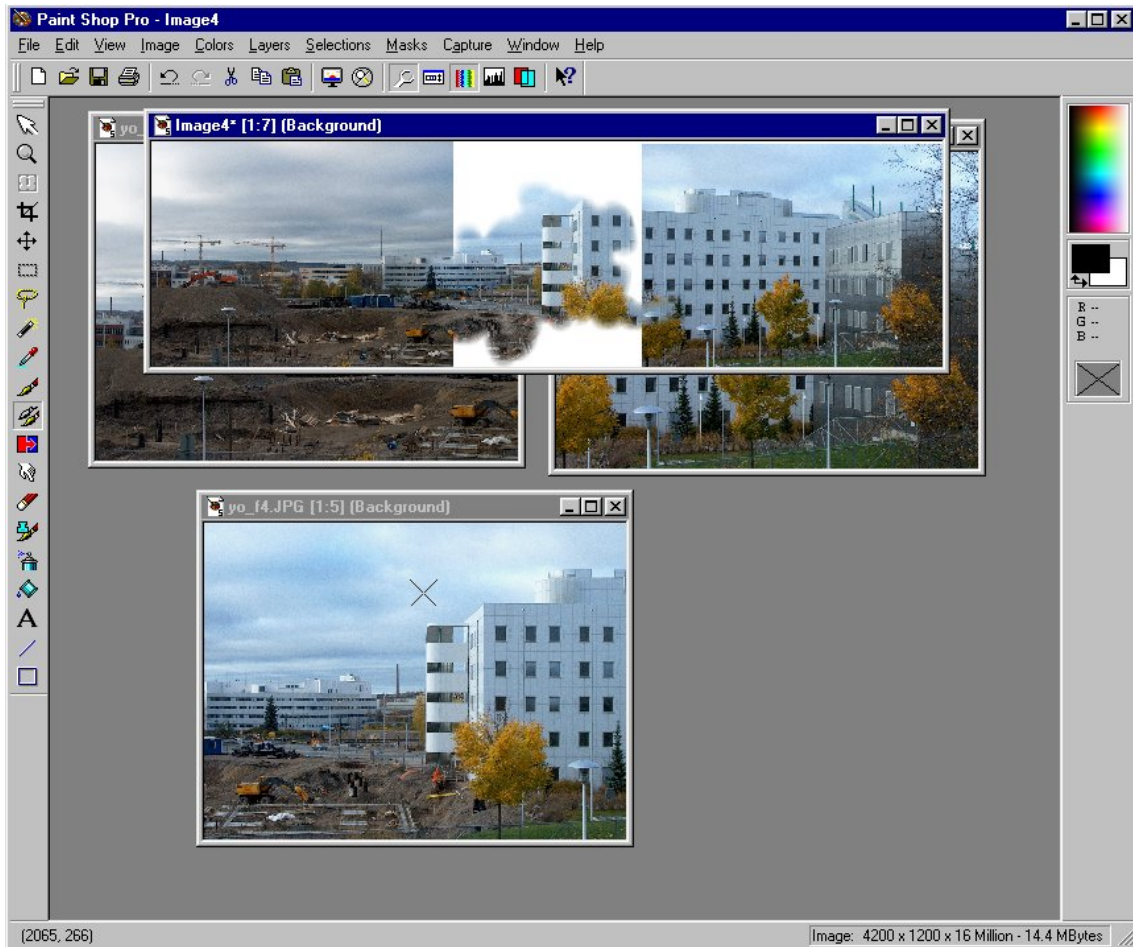 Paint Shop Pro - Image4
File Edit View Image Colors Layers Selections Masks Capture Window Help
yo_
Image4* [1:7] (Background)
R --
G --
B --
yo_f4.JPG [1:5] (Background)
A
(2065, 266)
Image: 4200 x 1200 x 16 Million - 14.4 MBytes